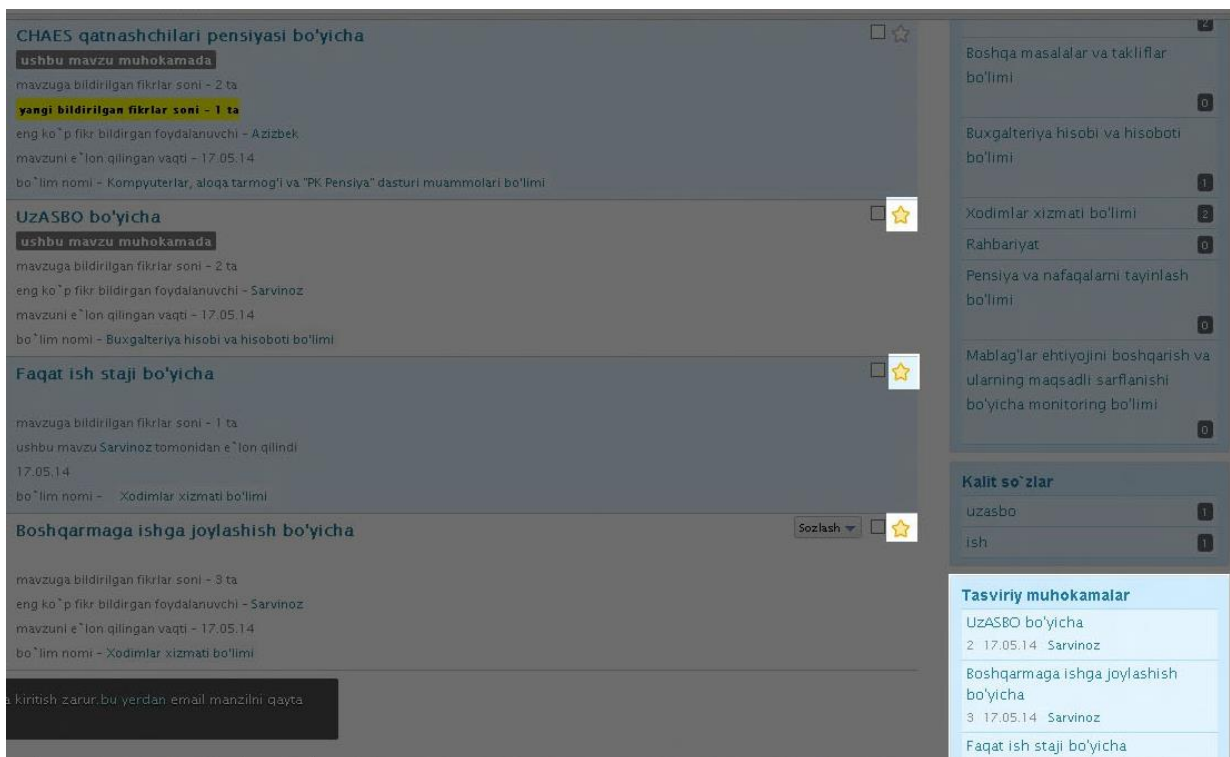 CHAES qatnashchilari pensiyasi bo'yicha
ushbu mavzu muhokamada
mavzuga bildirilgan fikrlar soni - 2 ta
yangi bildirilgan fikrlar soni - 1 ta
eng ko`p fikr bildirgan foydalanuvchi - Azizbek
mavzuni e`lon qilingan vaqti - 17.05.14
bo`lim nomi - Kompyuterlar, aloqa tarmog'i va "PK Pensiya" dasturi muammolari bo'limi
UzASBO bo'yicha
ushbu mavzu muhokamada
mavzuga bildirilgan fikrlar soni - 2 ta
eng ko`p fikr bildirgan foydalanuvchi - Sarvinoz
mavzuni e`lon qilingan vaqti - 17.05.14
bo`lim nomi - Buxgalteriya hisobi va hisoboti bo'limi
Faqat ish staji bo'yicha
mavzuga bildirilgan fikrlar soni - 1 ta
ushbu mavzu Sarvinoz tomonidan e`lon qilindi
17.05.14
bo`lim nomi - Xodimlar xizmati bo'limi
Boshqarmaga ishga joylashish bo'yicha
Sozlash
mavzuga bildirilgan fikrlar soni - 3 ta
eng ko`p fikr bildirgan foydalanuvchi - Sarvinoz
mavzuni e`lon qilingan vaqti - 17.05.14
bo`lim nomi - Xodimlar xizmati bo'limi
a kiritish zarur.bu yerdan email manzilni qayta
2
Boshqa masalalar va takliflar
bo'limi
0
Buxgalteriya hisobi va hisoboti
bo'limi
1
Xodimlar xizmati bo'limi 2
Rahbariyat 0
Pensiya va nafaqalarni tayinlash
bo'limi
0
Mablag'lar ehtiyojini boshqarish va
ularning maqsadli sarflanishi
bo'yicha monitoring bo'limi
0
Kalit so`zlar
uzasbo 1
ish 1
Tasviriy muhokamalar
UzASBO bo'yicha
2 17.05.14 Sarvinoz
Boshqarmaga ishga joylashish
bo'yicha
3 17.05.14 Sarvinoz
Faqat ish staji bo'yicha